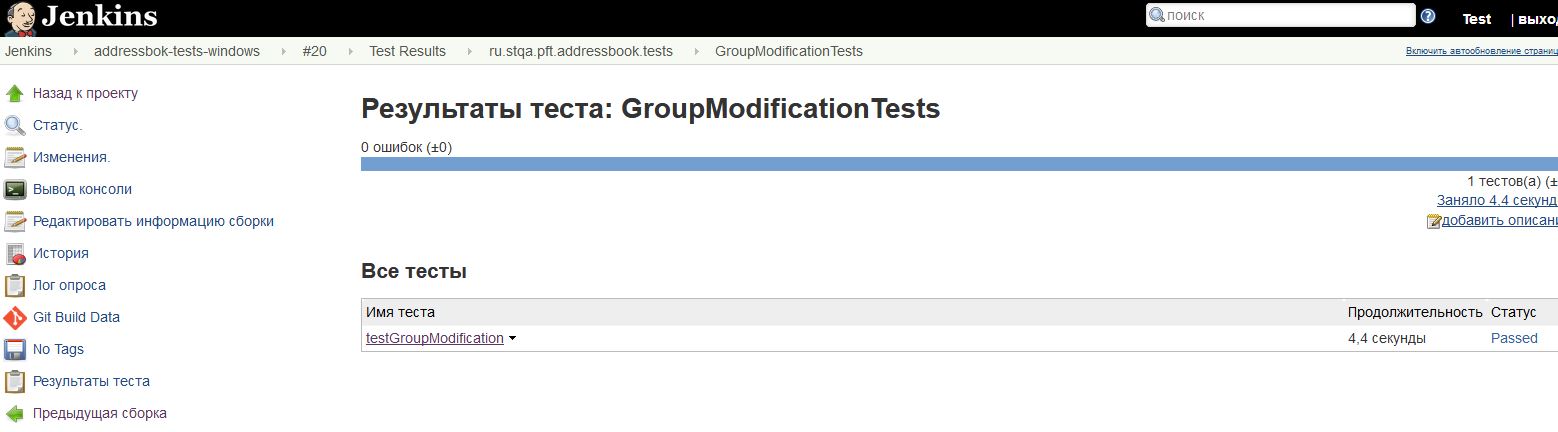 Jenkins
поиск
Test | выхо
Jenkins addressbok-tests-windows #20 Test Results ru.stqa.pft.addressbook.tests GroupModificationTests
Включить автообновление страниц
Назад к проекту
Статус.
Изменения.
Вывод консоли
Редактировать информацию сборки
История
Лог опроса
Git Build Data
No Tags
Результаты теста
Предыдущая сборка
Результаты теста: GroupModificationTests
0 ошибок (±0)
1 тестов(а) (±
Заняло 4,4 секунд
добавить описани
Все тесты
Имя теста Продолжительность Статус
testGroupModification 4,4 секунды Passed